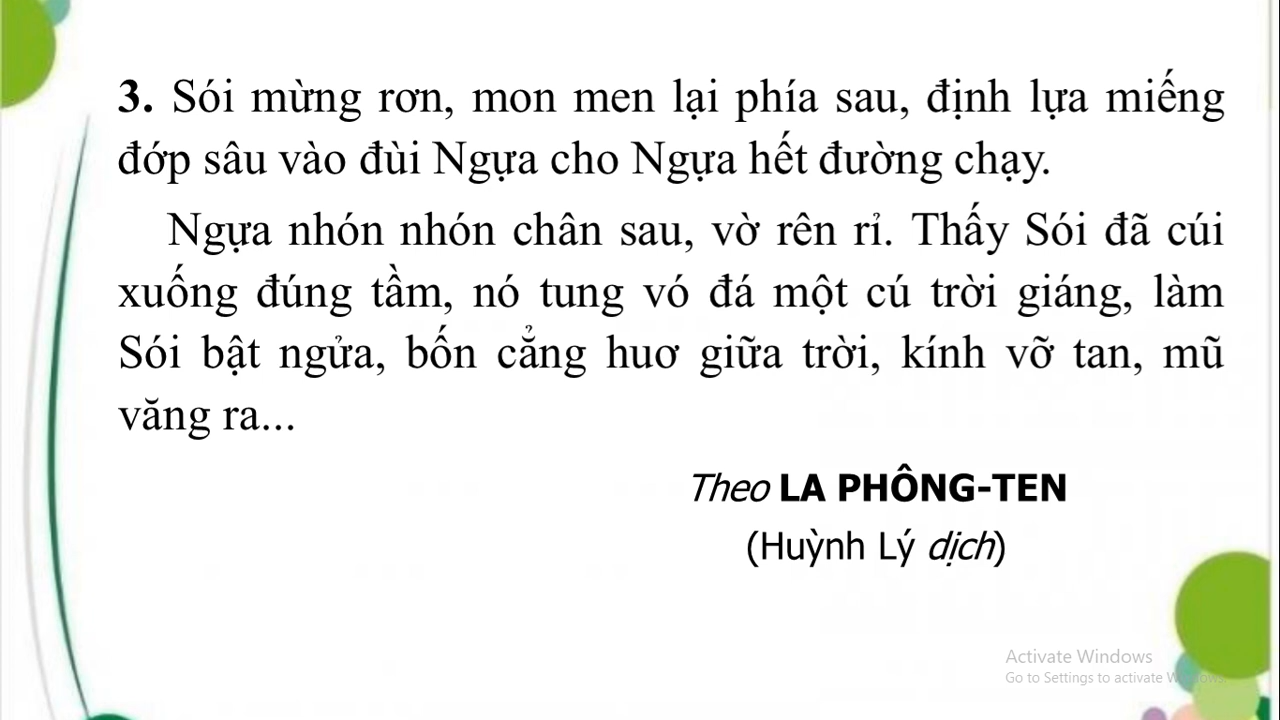 3. Sói mừng rơn, mon men lại phía sau, định lựa miếng
đớp sâu vào đùi Ngựa cho Ngựa hết đường chạy.
Ngựa nhón nhón chân sau, vờ rên rỉ. Thấy Sói đã cúi
xuống đúng tầm, nó tung vó đá một cú trời giáng, làm
Sói bật ngửa, bốn cẳng huơ giữa trời, kính vỡ tan, mũ
văng ra...
Theo LA PHÔNG-TEN
(Huỳnh Lý dịch)
Activate Windows
Go to Settings to activate Windows.